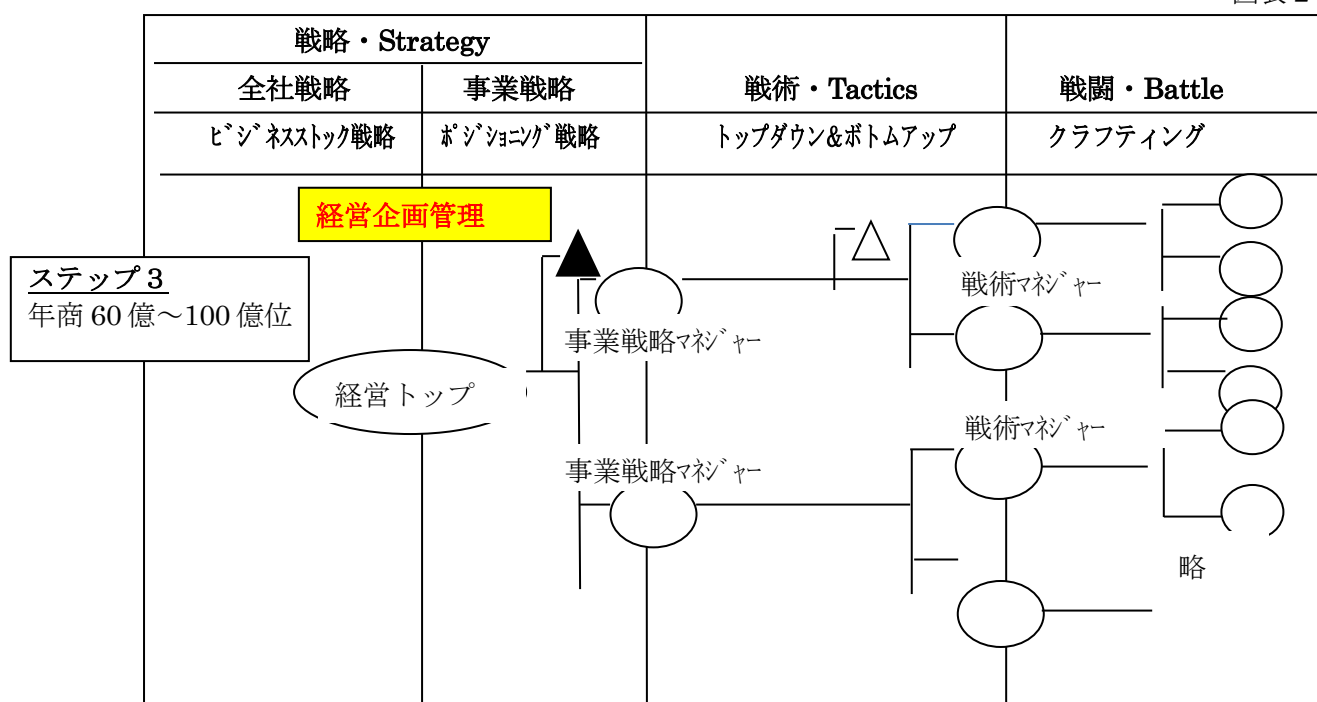 戦略・Strategy
全社戦略 事業戦略 戦術・Tactics 戦闘・Battle
ビジネスストック戦略 ポジショニング戦略 トップダウン&ボトムアップ クラフティング
経営企画管理
ステップ3
年商60億～100億位
戦術マネジャー
事業戦略マネジャー
経営トップ
戦術マネジャー
事業戦略マネジャー
略